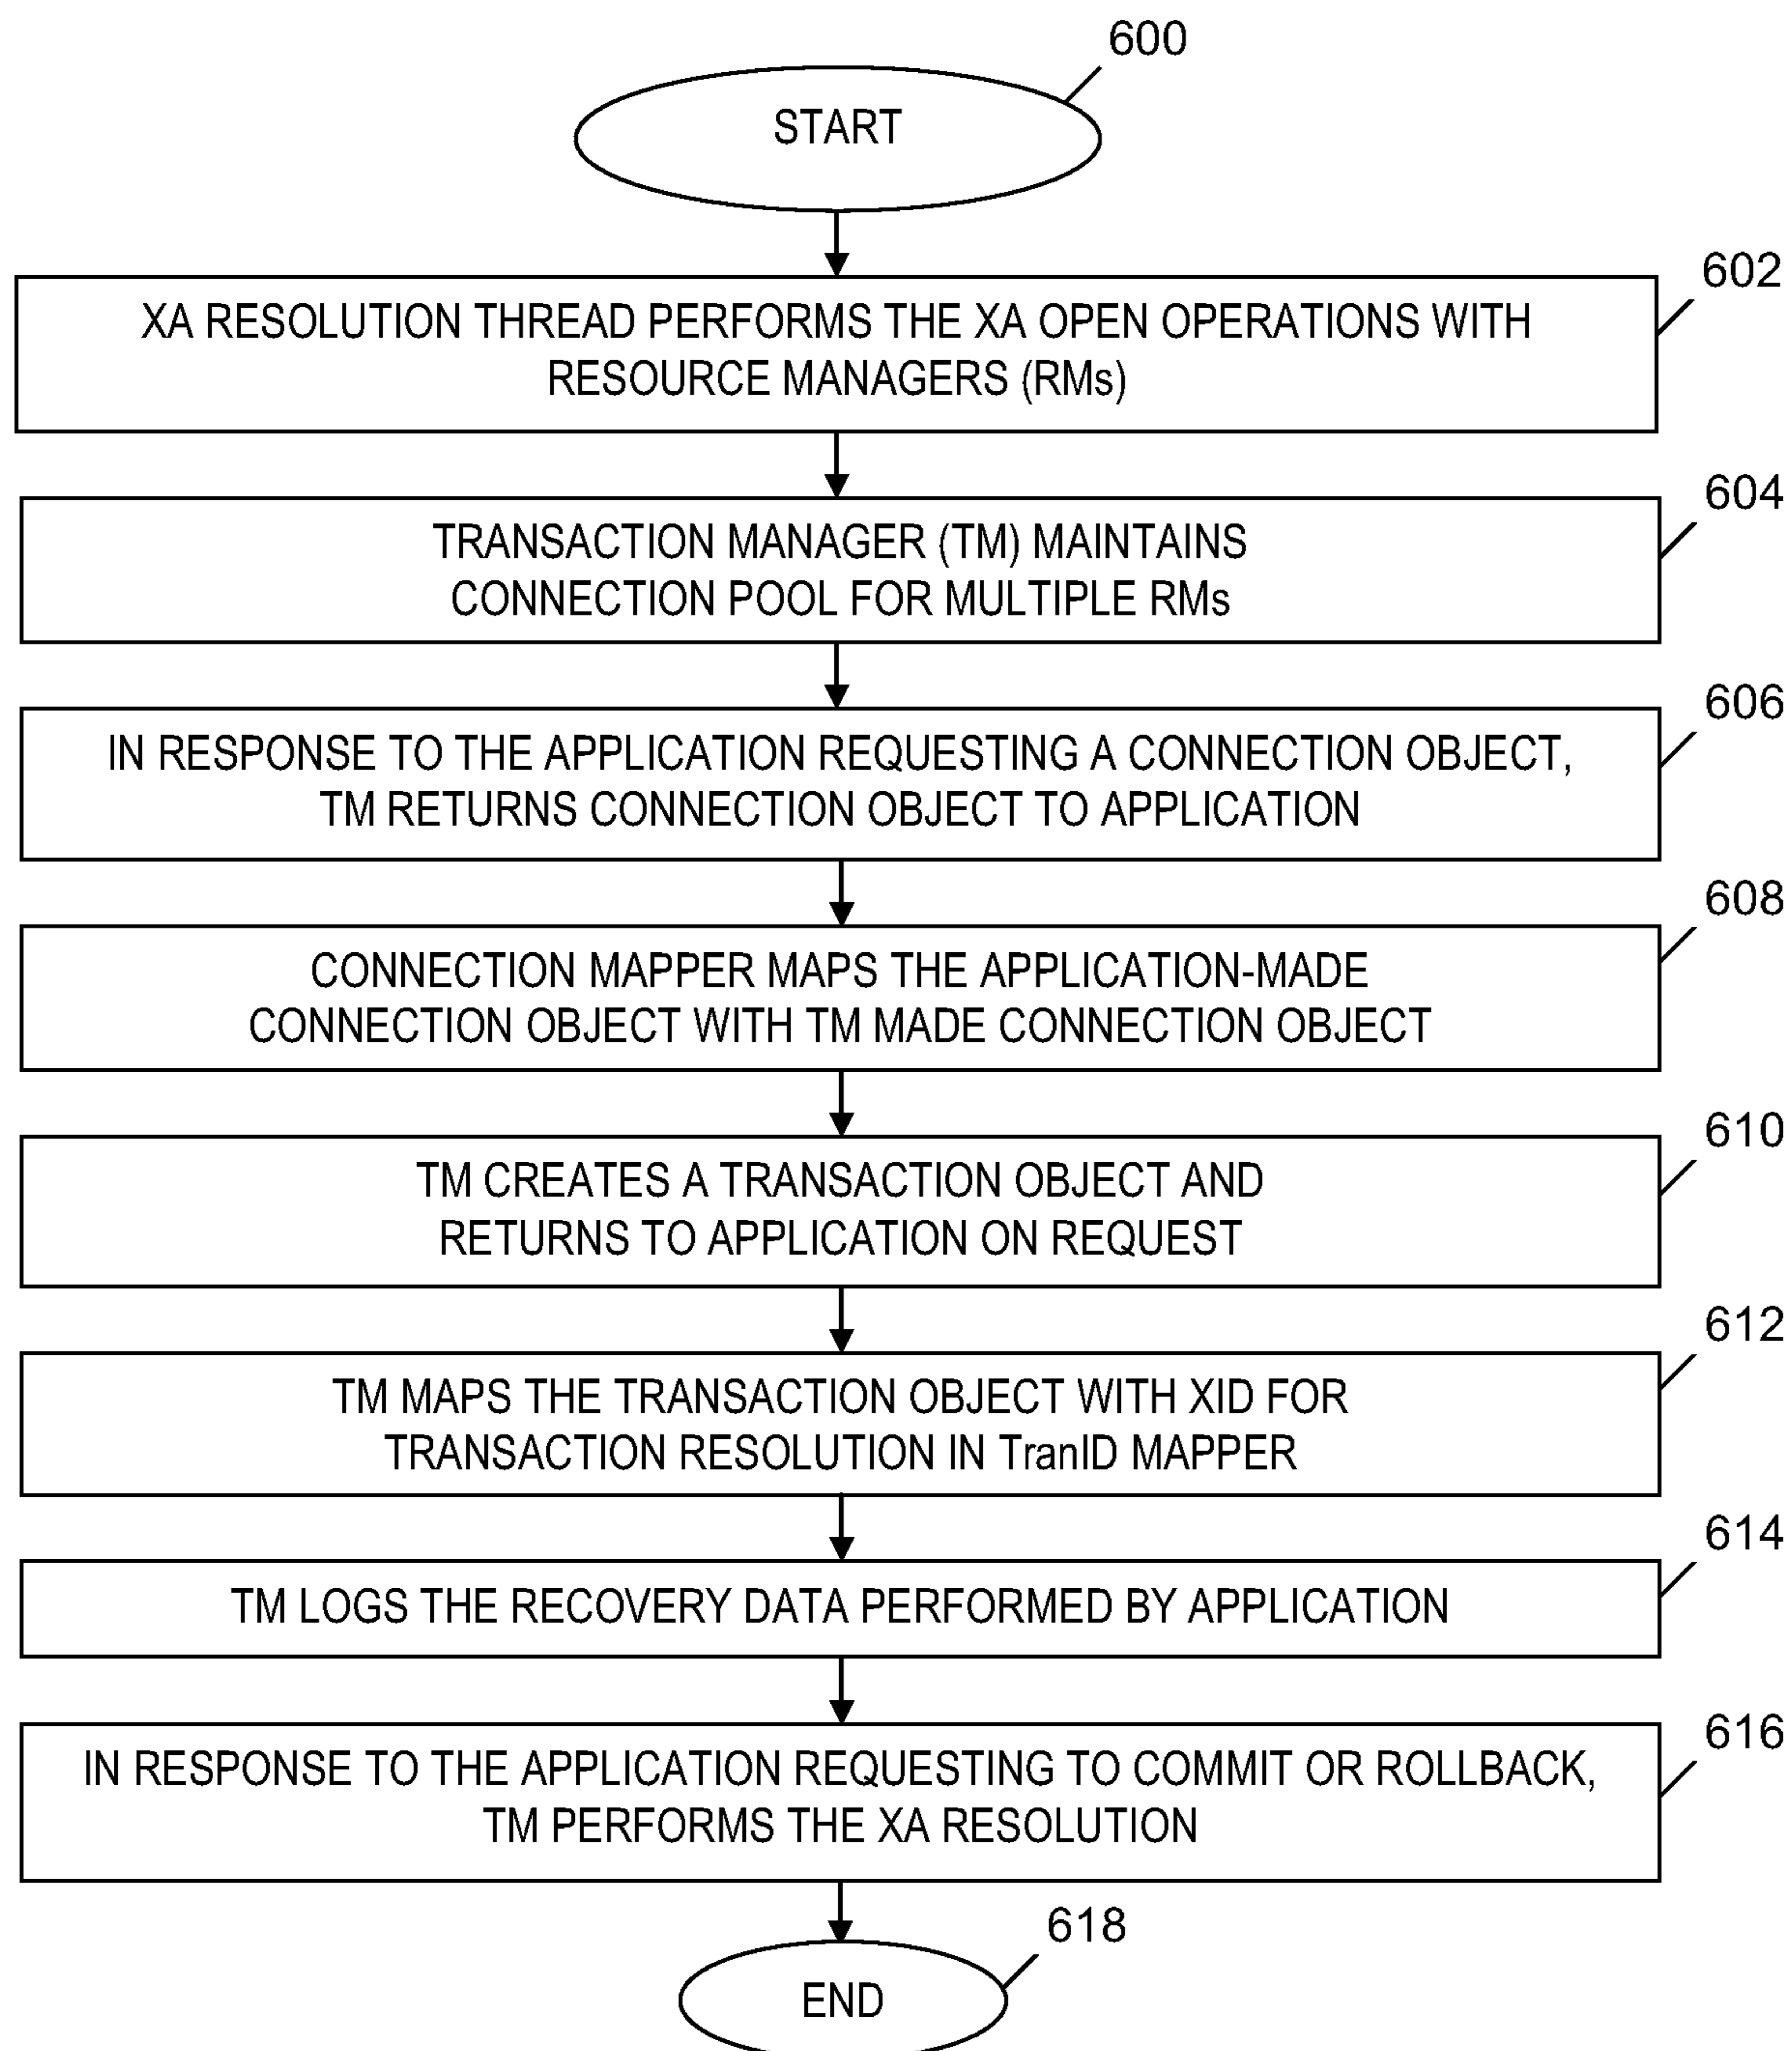 600
START
602
XA RESOLUTION THREAD PERFORMS THE XA OPEN OPERATIONS WITH
RESOURCE MANAGERS (RMs)
604
TRANSACTION MANAGER (TM) MAINTAINS
CONNECTION POOL FOR MULTIPLE RMs
606
IN RESPONSE TO THE APPLICATION REQUESTING A CONNECTION OBJECT,
TM RETURNS CONNECTION OBJECT TO APPLICATION
608
CONNECTION MAPPER MAPS THE APPLICATION-MADE
CONNECTION OBJECT WITH TM MADE CONNECTION OBJECT
610
TM CREATES A TRANSACTION OBJECT AND
RETURNS TO APPLICATION ON REQUEST
612
TM MAPS THE TRANSACTION OBJECT WITH XID FOR
TRANSACTION RESOLUTION IN TranID MAPPER
614
TM LOGS THE RECOVERY DATA PERFORMED BY APPLICATION
616
IN RESPONSE TO THE APPLICATION REQUESTING TO COMMIT OR ROLLBACK,
TM PERFORMS THE XA RESOLUTION
618
END